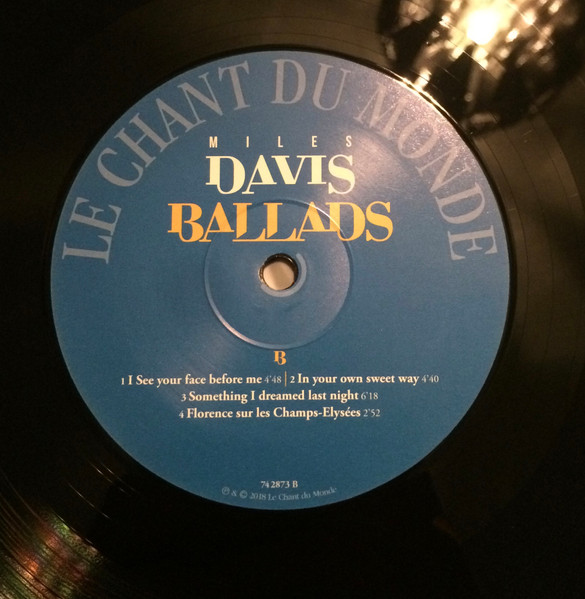 LE CHANT DU MONDE
MILES
DAVIS
BALLADS
B
1 I See your face before me 4'48 | 2 In your own sweet way 4'40
3 Something I dreamed last night 6'18
4 Florence sur les Champs-Elysées 2'52
74 2873 B
℗ & © 2018 Le Chant du Monde